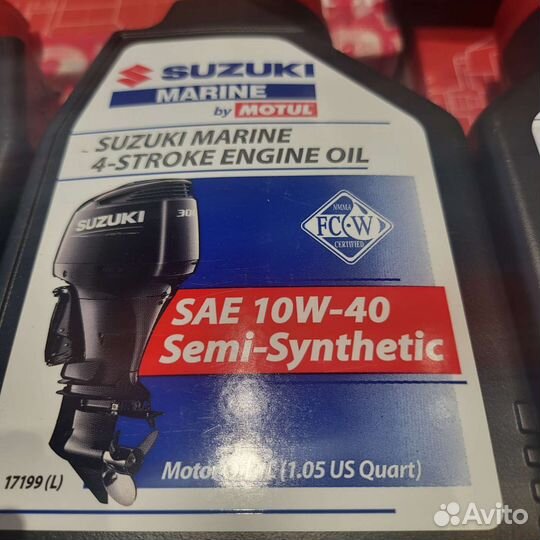 SUZUKI
MARINE
by MOTUL
SUZUKI MARINE
4-STROKE ENGINE OIL
SUZUKI
300
NMMA
FC-W
CERTIFIED
SAE 10W-40
Semi-Synthetic
Motor (1.05 US Quart)
17199 (L)
Avito